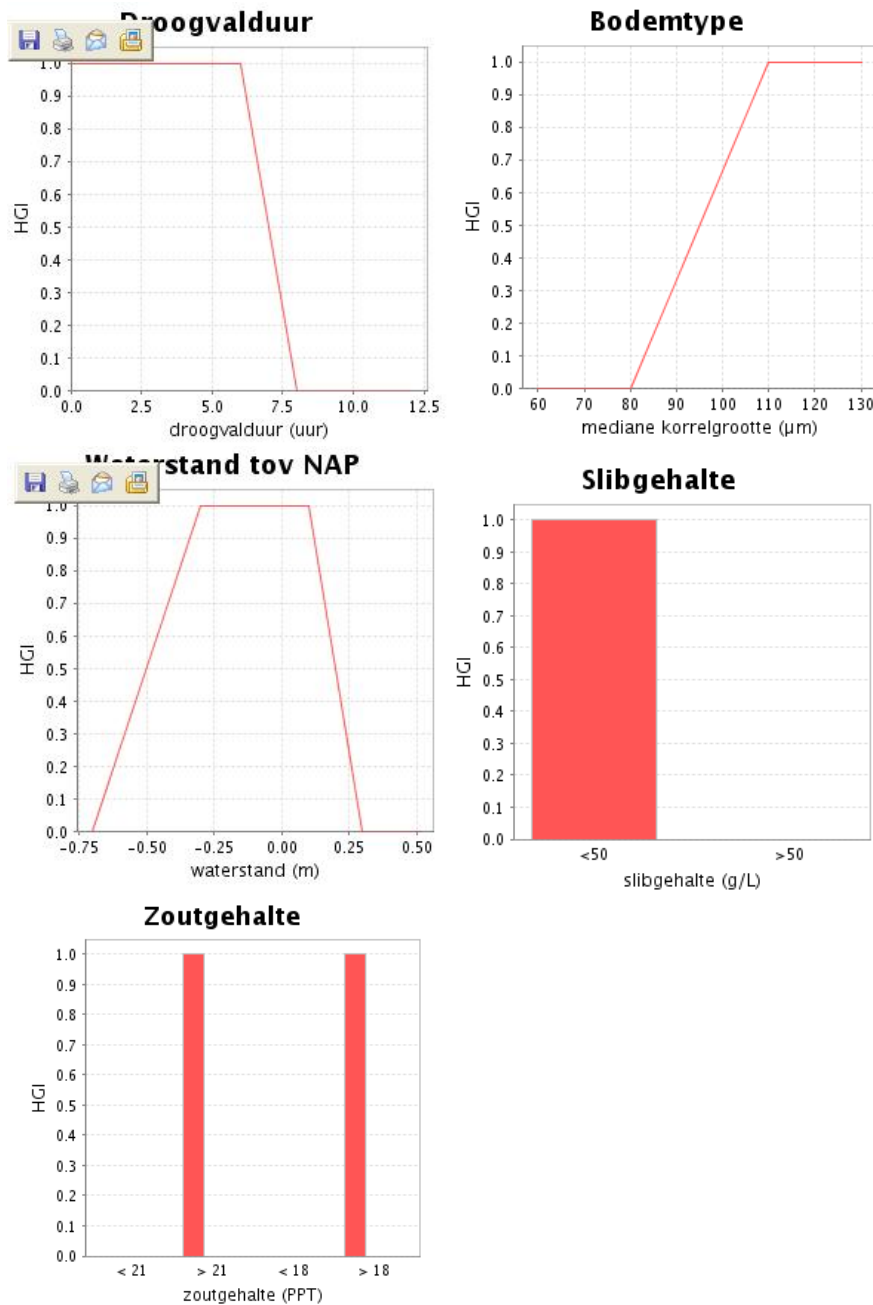 Droogvalduur
1.0
0.9
0.8
0.7
0.6
0.5
0.4
0.3
0.2
0.1
0.0
HGI
0.0 2.5 5.0 7.5 10.0 12.5
droogvalduur (uur)
Bodemtype
1.0
0.9
0.8
0.7
0.6
0.5
0.4
0.3
0.2
0.1
0.0
HGI
60 70 80 90 100 110 120 130
mediane korrelgrootte (µm)
Waterstand tov NAP
1.0
0.9
0.8
0.7
0.6
0.5
0.4
0.3
0.2
0.1
0.0
HGI
-0.75 -0.50 -0.25 0.00 0.25 0.50
waterstand (m)
Slibgehalte
1.0
0.9
0.8
0.7
0.6
0.5
0.4
0.3
0.2
0.1
0.0
HGI
<50 >50
slibgehalte (g/L)
Zoutgehalte
1.0
0.9
0.8
0.7
0.6
0.5
0.4
0.3
0.2
0.1
0.0
HGI
< 21 > 21 < 18 > 18
zoutgehalte (PPT)